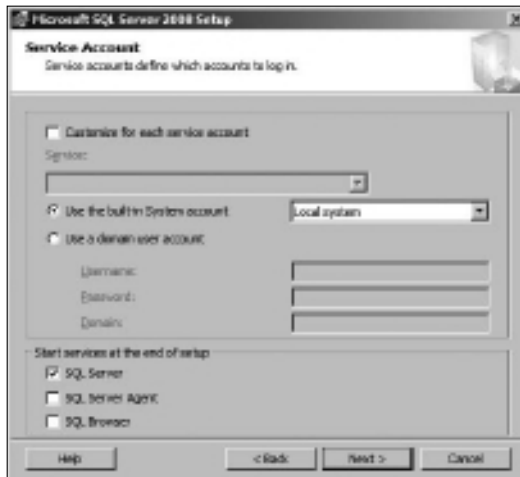 Microsoft SQL Server 2008 Setup
Service Account
Service accounts define which accounts to log in.
Customize for each service account
Service:
Use the built-in System account
Local system
Use a domain user account
Username:
Password:
Domain:
Start services at the end of setup
SQL Server
SQL Server Agent
SQL Browser
Help
< Back
Next >
Cancel